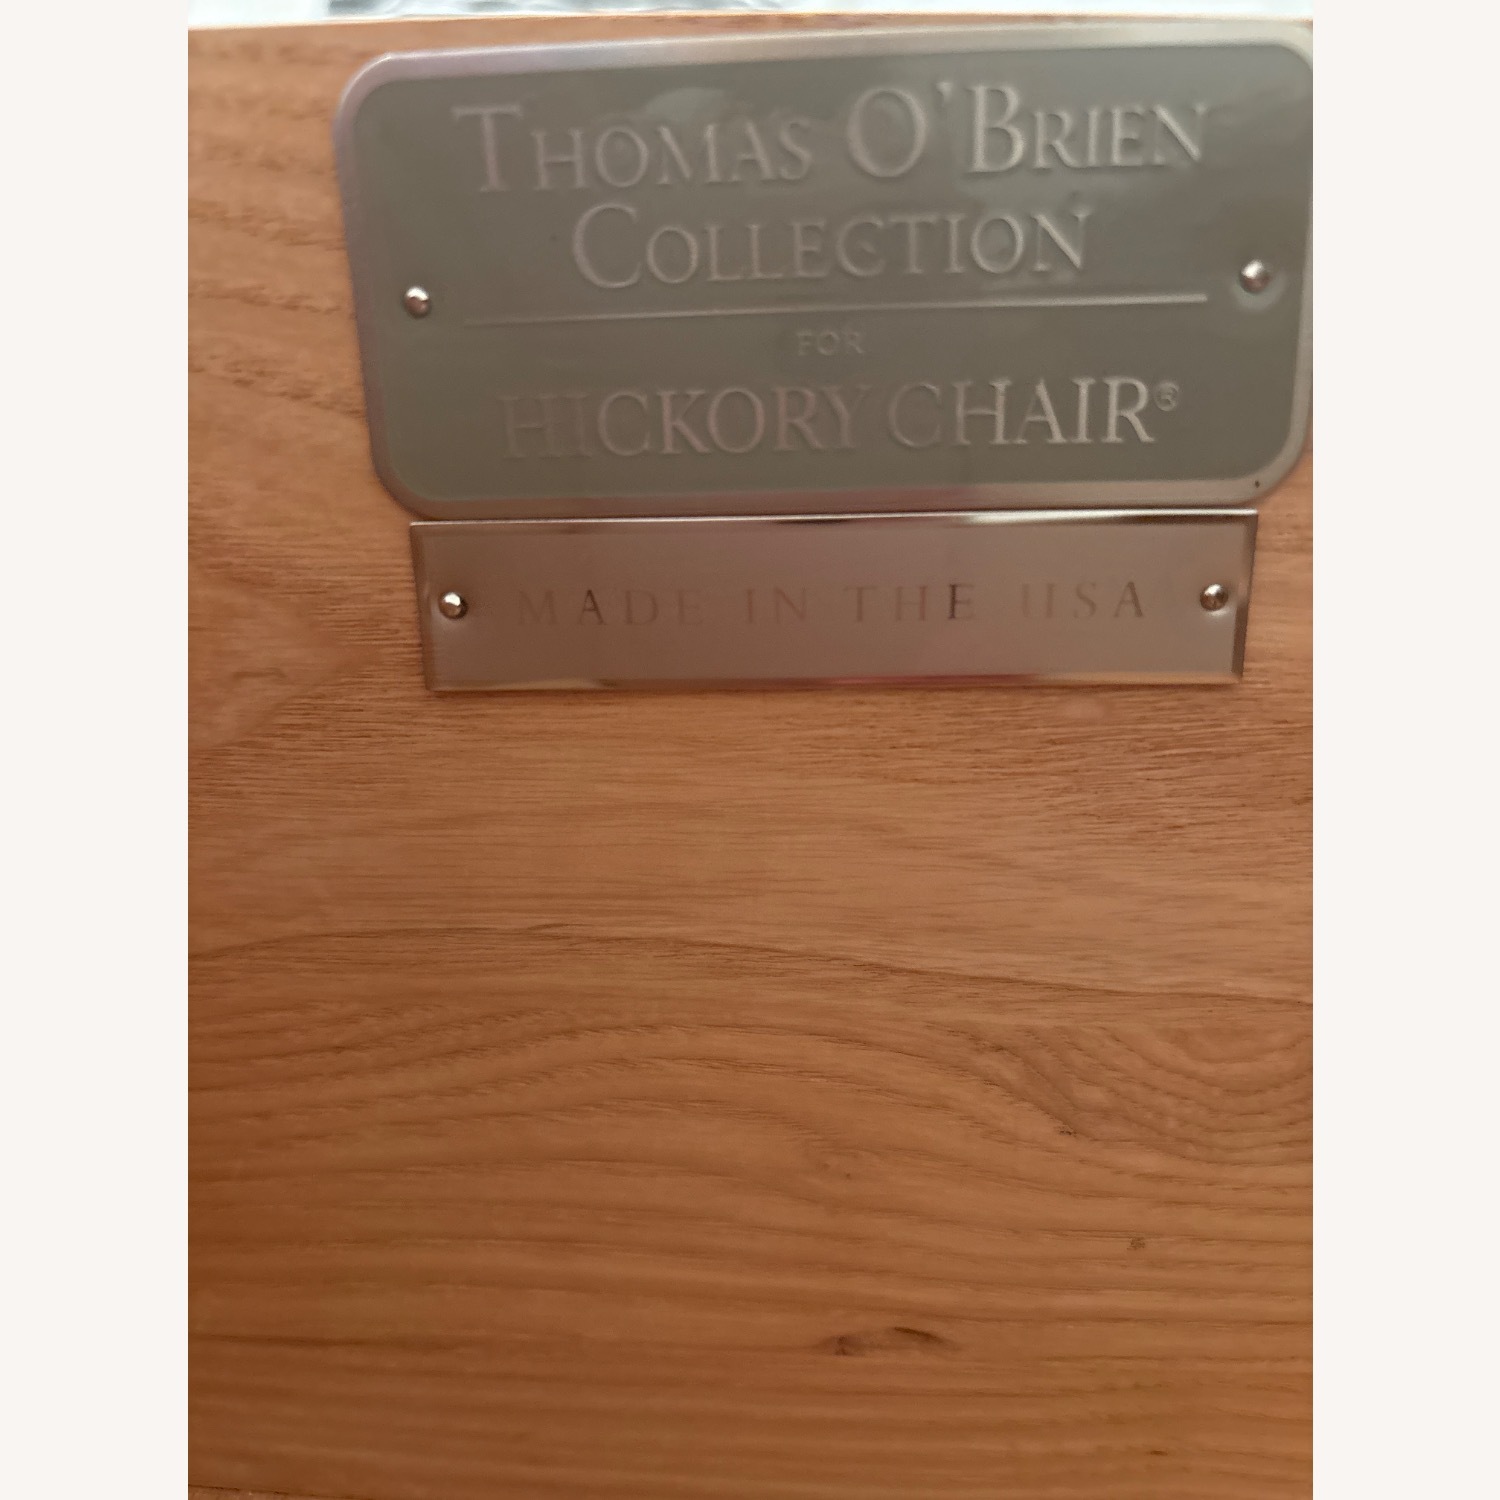 THOMAS O'BRIEN
COLLECTION
FOR
HICKORY CHAIR®
MADE IN THE USA